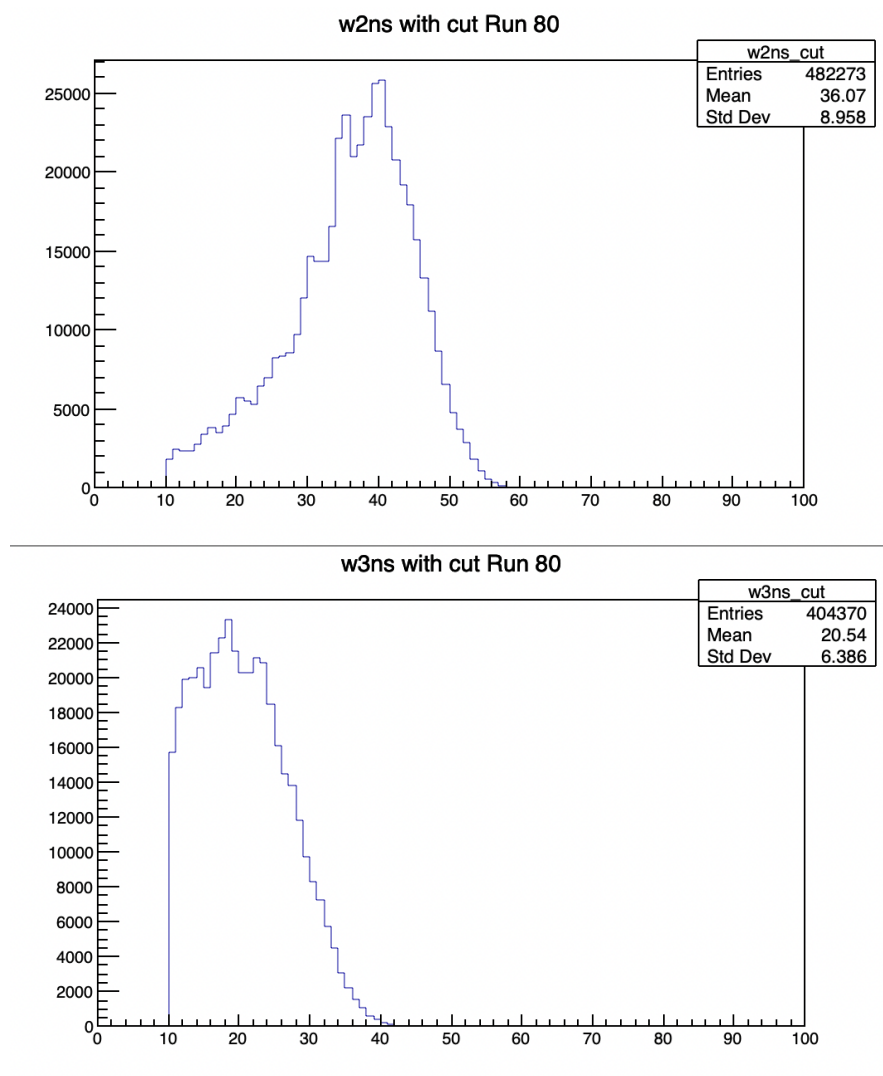 w2ns with cut Run 80
w2ns_cut
Entries 482273
Mean 36.07
Std Dev 8.958
25000
20000
15000
10000
5000
0
0 10 20 30 40 50 60 70 80 90 100
w3ns with cut Run 80
w3ns_cut
Entries 404370
Mean 20.54
Std Dev 6.386
24000
22000
20000
18000
16000
14000
12000
10000
8000
6000
4000
2000
0
0 10 20 30 40 50 60 70 80 90 100